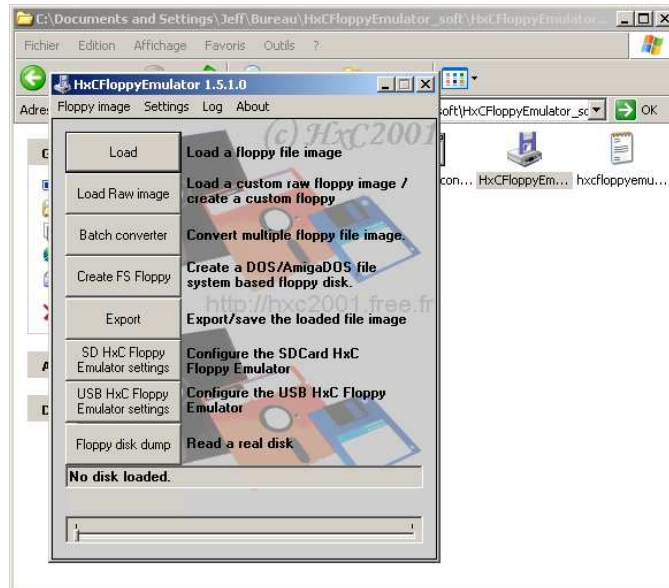 C:\Documents and Settings\Jeff\Bureau\HxCFloppyEmulator_soft\HxCFloppyEmulator...
Fichier Edition Affichage Favoris Outils ?
HxCFloppyEmulator 1.5.1.0
Floppy image Settings Log About
oft\HxCFloppyEmulator_sc OK
(c) HxC2001
Load Load a floppy file image
Load Raw image Load a custom raw floppy image / create a custom floppy
Batch converter Convert multiple floppy file image.
Create FS Floppy Create a DOS/AmigaDOS file system based floppy disk.
http://hxc2001.free.fr
Export Export/save the loaded file image
SD HxC Floppy Emulator settings Configure the SDCard HxC Floppy Emulator
USB HxC Floppy Emulator settings Configure the USB HxC Floppy Emulator
Floppy disk dump Read a real disk
No disk loaded.
con... HxCFloppyEm... hxcfloppyemu...